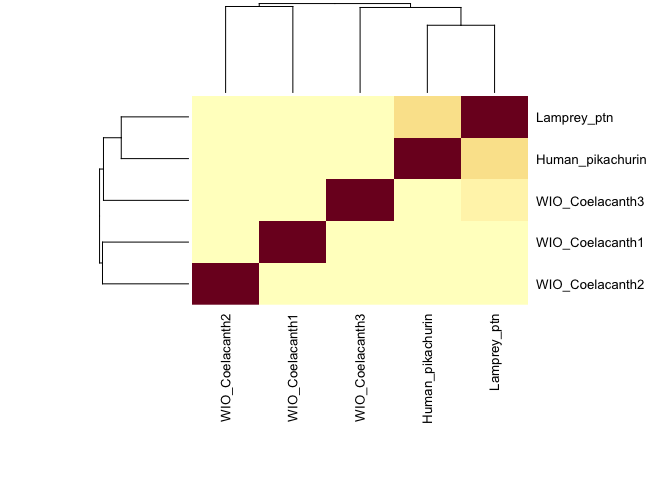 Lamprey_ptn
Human_pikachurin
WIO_Coelacanth3
WIO_Coelacanth1
WIO_Coelacanth2
WIO_Coelacanth2
WIO_Coelacanth1
WIO_Coelacanth3
Human_pikachurin
Lamprey_ptn